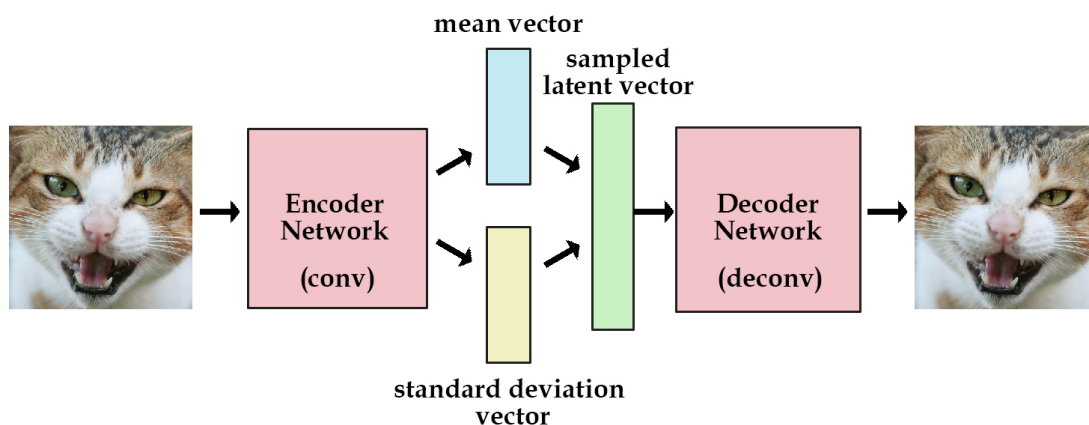 mean vector
sampled
latent vector
Encoder
Network
(conv)
Decoder
Network
(deconv)
standard deviation
vector